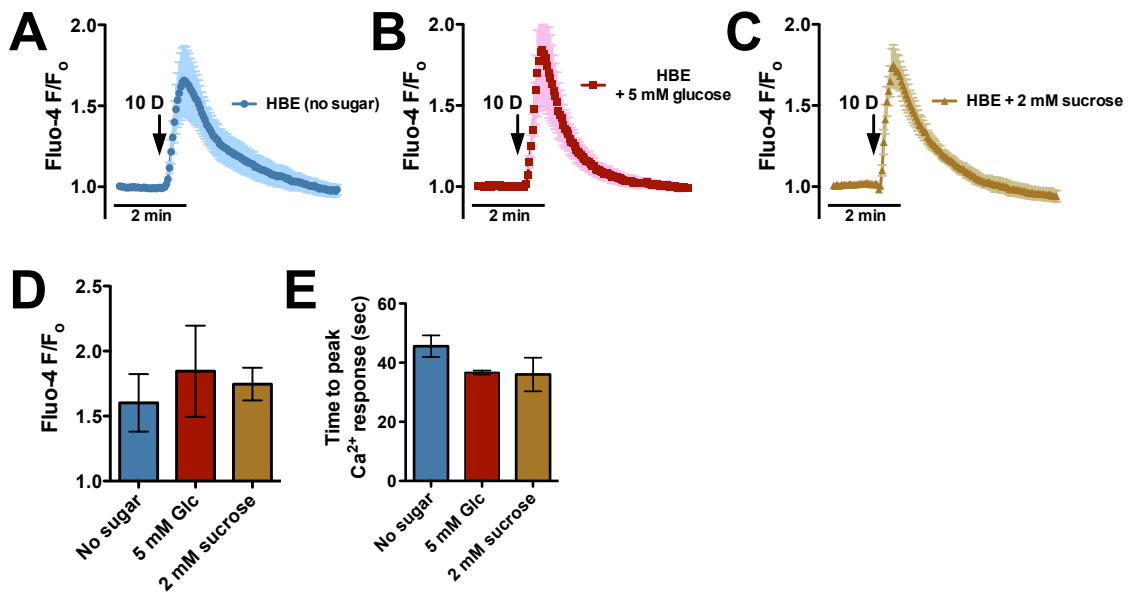 A
2.0
1.5
1.0
Fluo-4 F/Fo
10 D
HBE (no sugar)
2 min
B
2.0
1.5
1.0
Fluo-4 F/Fo
10 D
HBE
+ 5 mM glucose
2 min
C
2.0
1.5
1.0
Fluo-4 F/Fo
10 D
HBE + 2 mM sucrose
2 min
D
2.5
2.0
1.5
1.0
Fluo-4 F/Fo
No sugar
5 mM Glc
2 mM sucrose
E
60
40
20
0
Time to peak
Ca2+ response (sec)
No sugar
5 mM Glc
2 mM sucrose